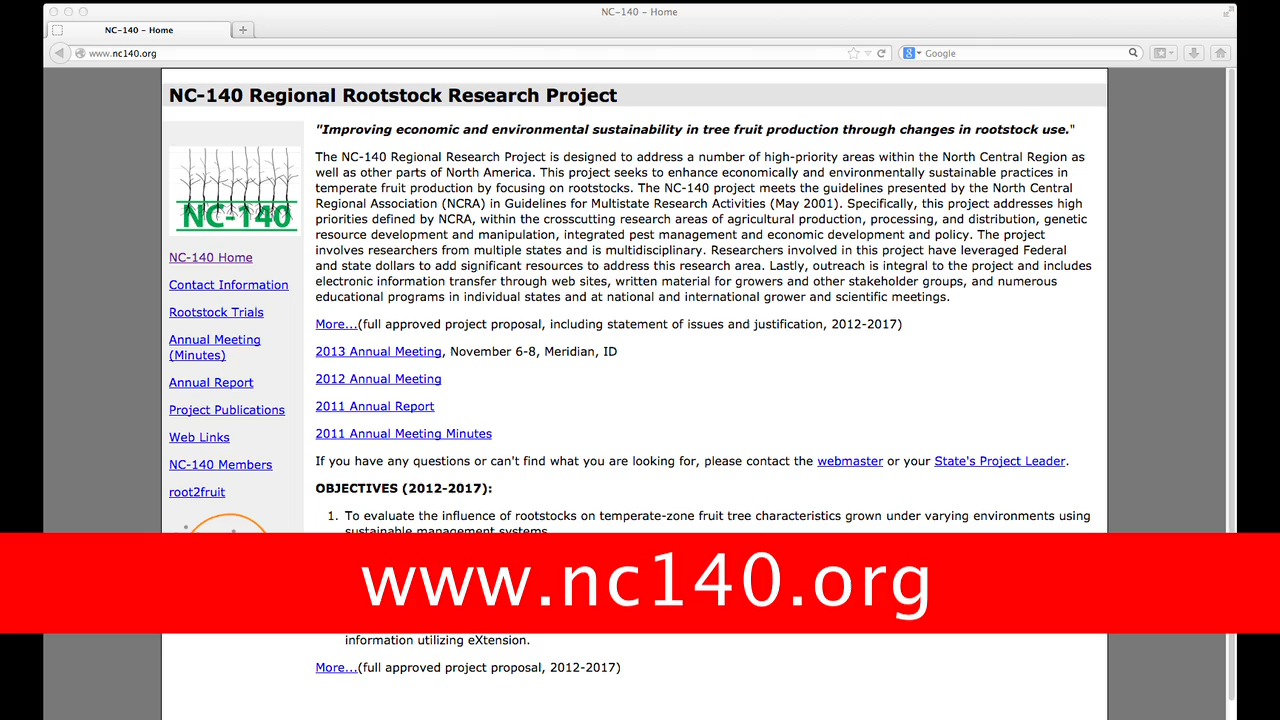 NC-140 – Home
NC-140 – Home
www.nc140.org
Google
NC-140 Regional Rootstock Research Project
NC-140
NC-140 Home
Contact Information
Rootstock Trials
Annual Meeting
(Minutes)
Annual Report
Project Publications
Web Links
NC-140 Members
root2fruit
"Improving economic and environmental sustainability in tree fruit production through changes in rootstock use."
The NC-140 Regional Research Project is designed to address a number of high-priority areas within the North Central Region as
well as other parts of North America. This project seeks to enhance economically and environmentally sustainable practices in
temperate fruit production by focusing on rootstocks. The NC-140 project meets the guidelines presented by the North Central
Regional Association (NCRA) in Guidelines for Multistate Research Activities (May 2001). Specifically, this project addresses high
priorities defined by NCRA, within the crosscutting research areas of agricultural production, processing, and distribution, genetic
resource development and manipulation, integrated pest management and economic development and policy. The project
involves researchers from multiple states and is multidisciplinary. Researchers involved in this project have leveraged Federal
and state dollars to add significant resources to address this research area. Lastly, outreach is integral to the project and includes
electronic information transfer through web sites, written material for growers and other stakeholder groups, and numerous
educational programs in individual states and at national and international grower and scientific meetings.
More...(full approved project proposal, including statement of issues and justification, 2012-2017)
2013 Annual Meeting, November 6-8, Meridian, ID
2012 Annual Meeting
2011 Annual Report
2011 Annual Meeting Minutes
If you have any questions or can't find what you are looking for, please contact the webmaster or your State's Project Leader.
OBJECTIVES (2012-2017):
1. To evaluate the influence of rootstocks on temperate-zone fruit tree characteristics grown under varying environments using
sustainable management systems.
www.nc140.org
information utilizing eXtension.
More...(full approved project proposal, 2012-2017)